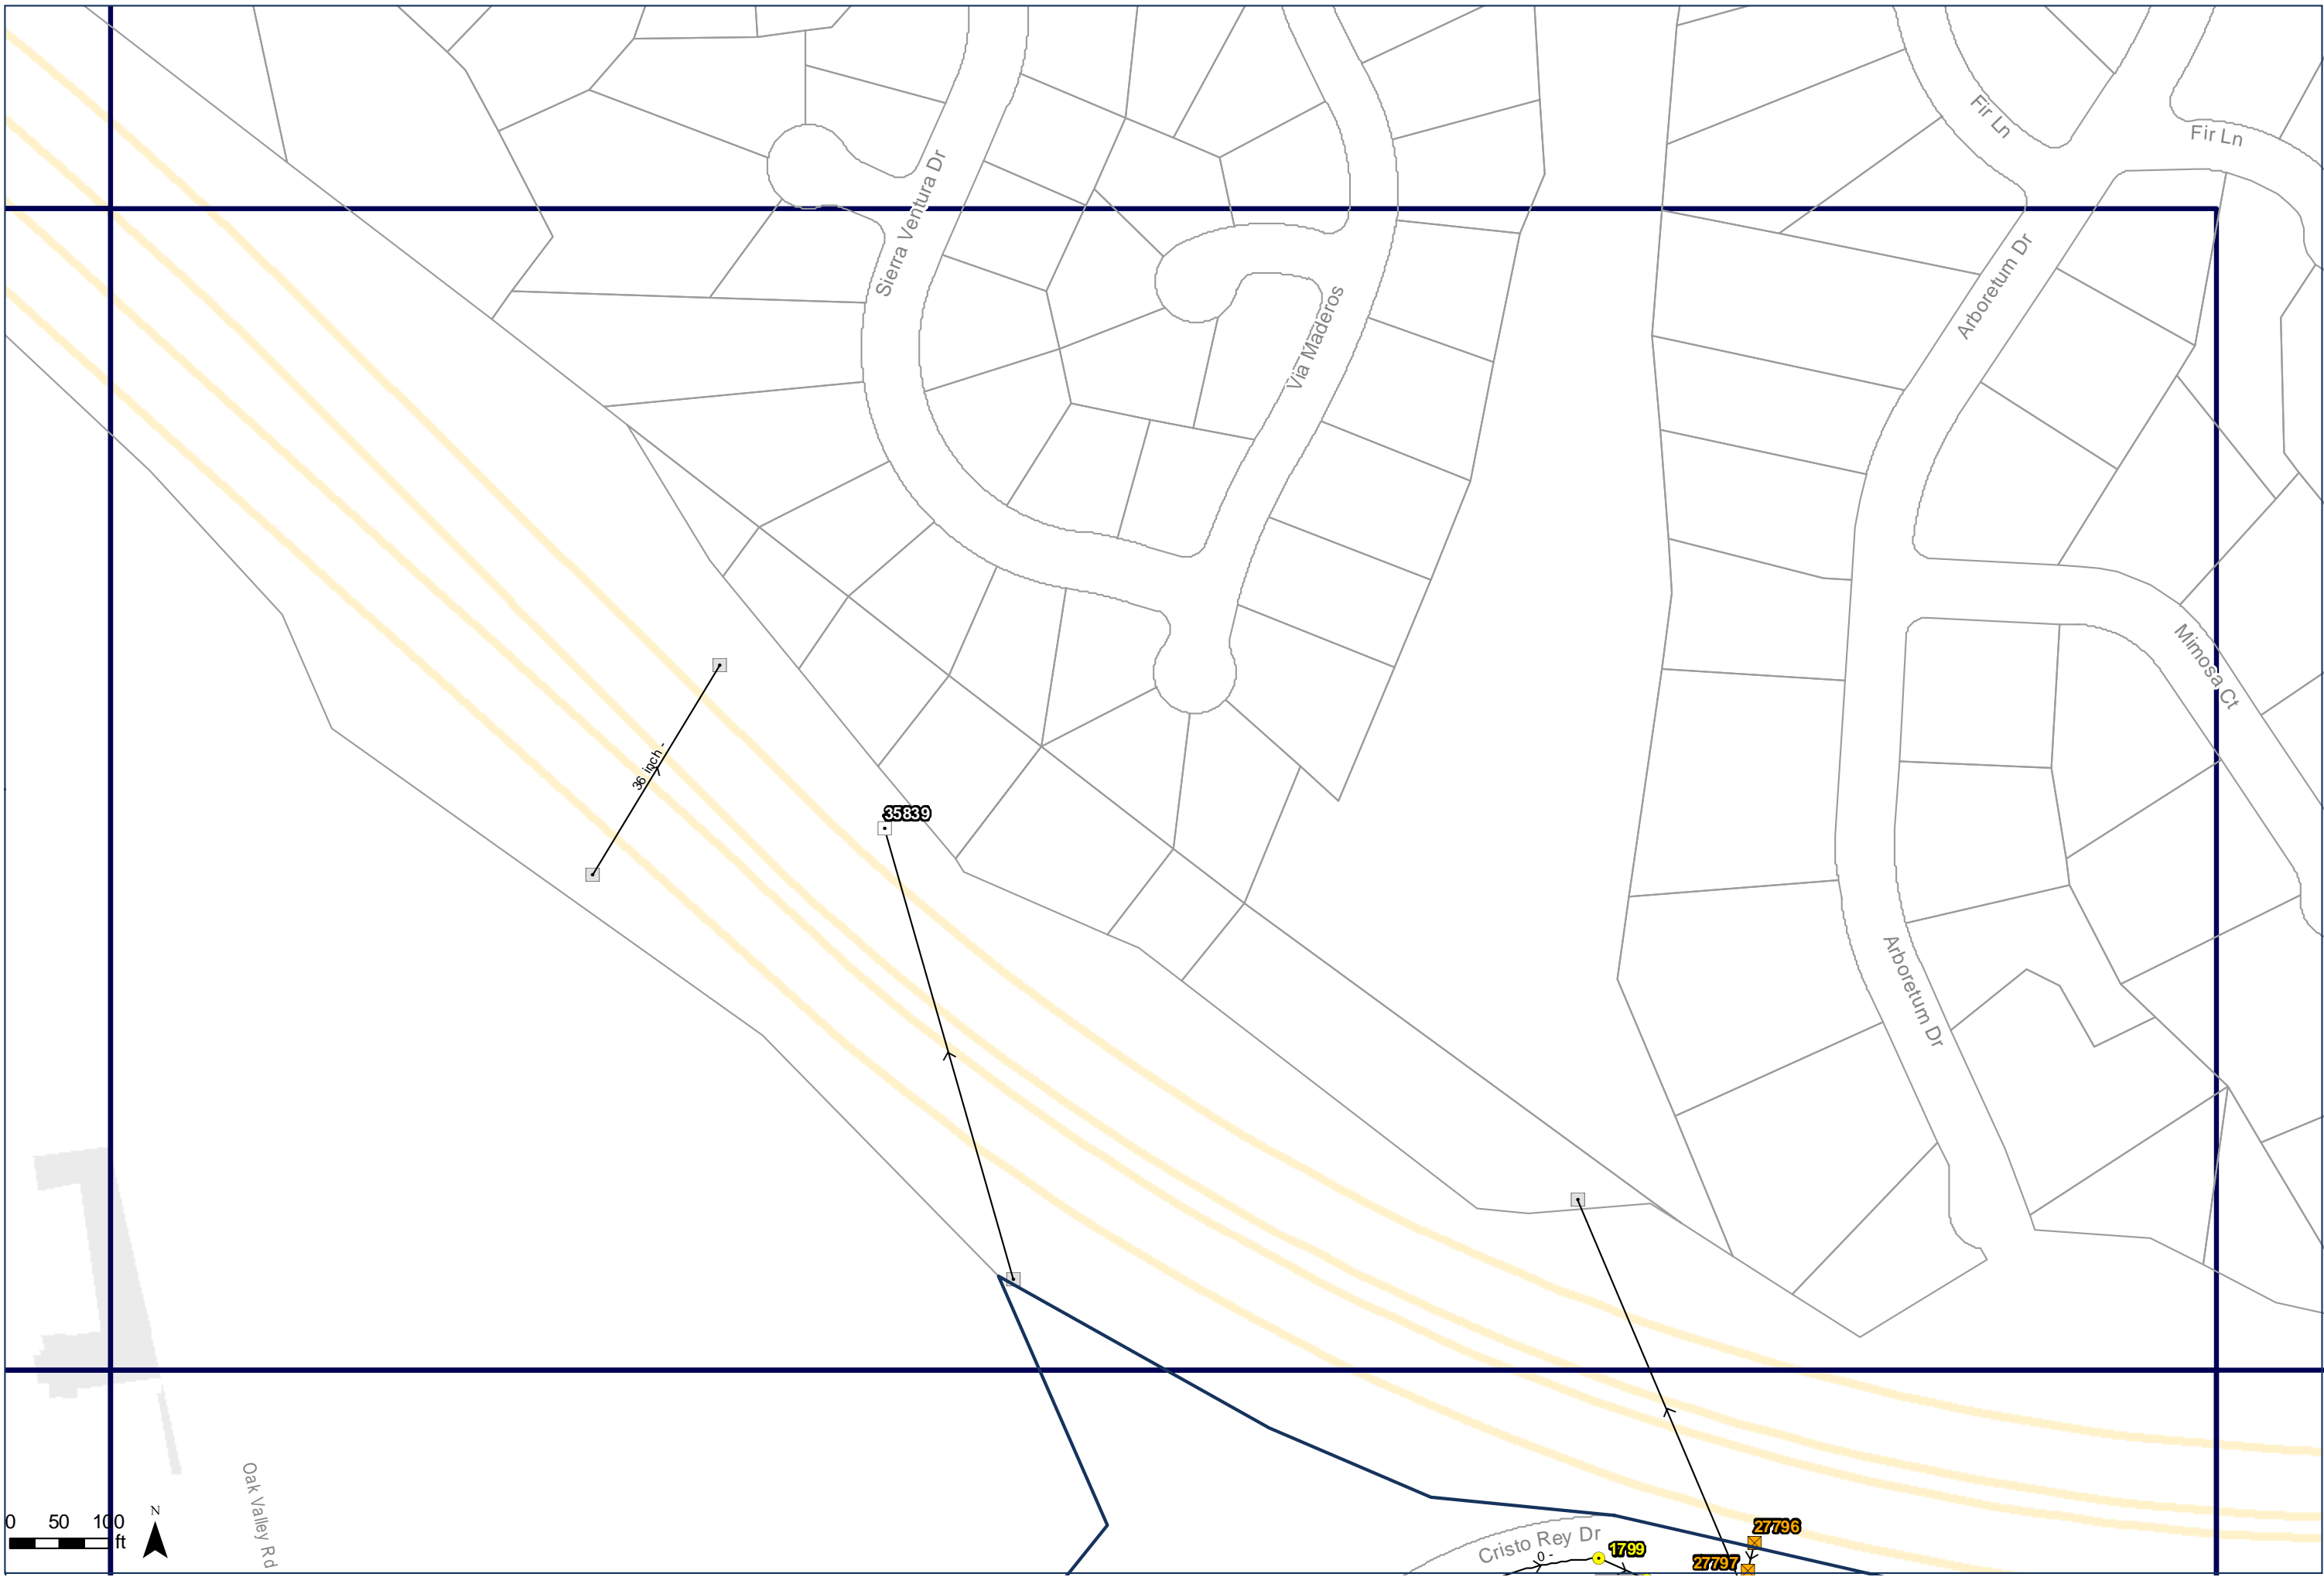 Fir Ln
Fir Ln
Sierra Ventura Dr
Arboretum Dr
Via Maderos
Mimosa Ct
36 inch -
35839
Arboretum Dr
Oak Valley Rd
0 50 100
ft
N
27796
Cristo Rey Dr
1799
0 -
27797